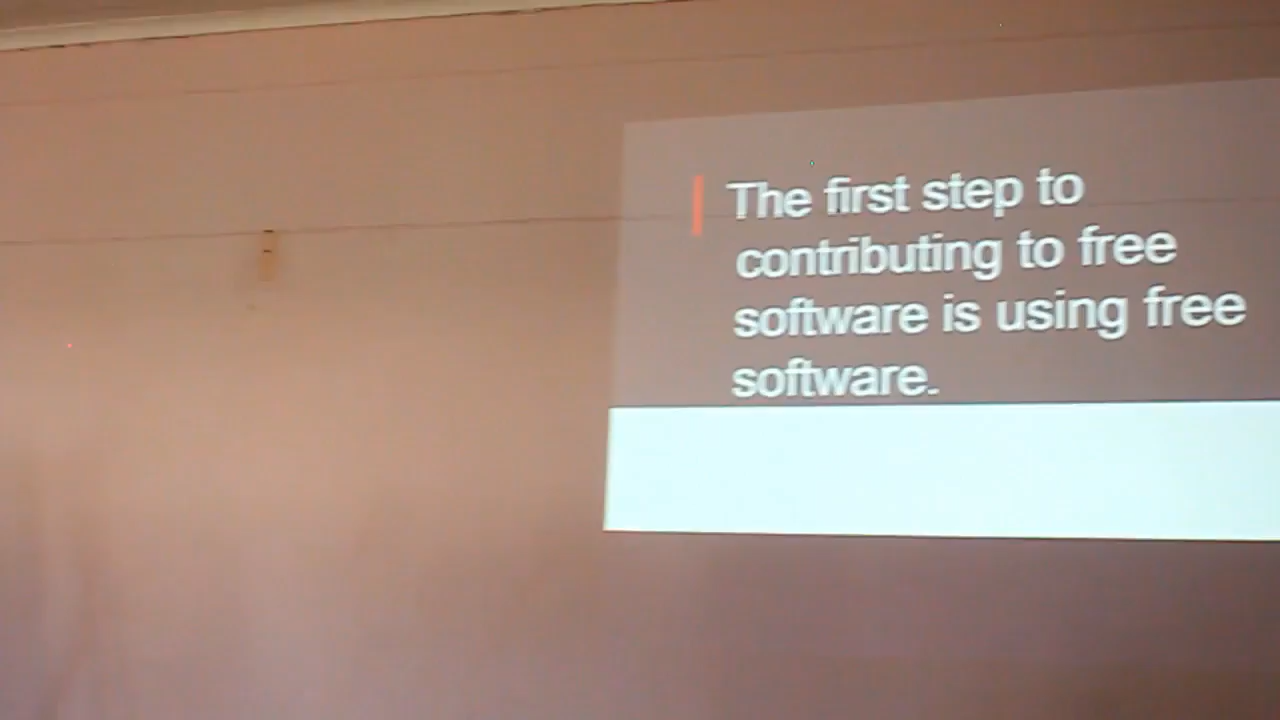 The first step to
contributing to free
software is using free
software.